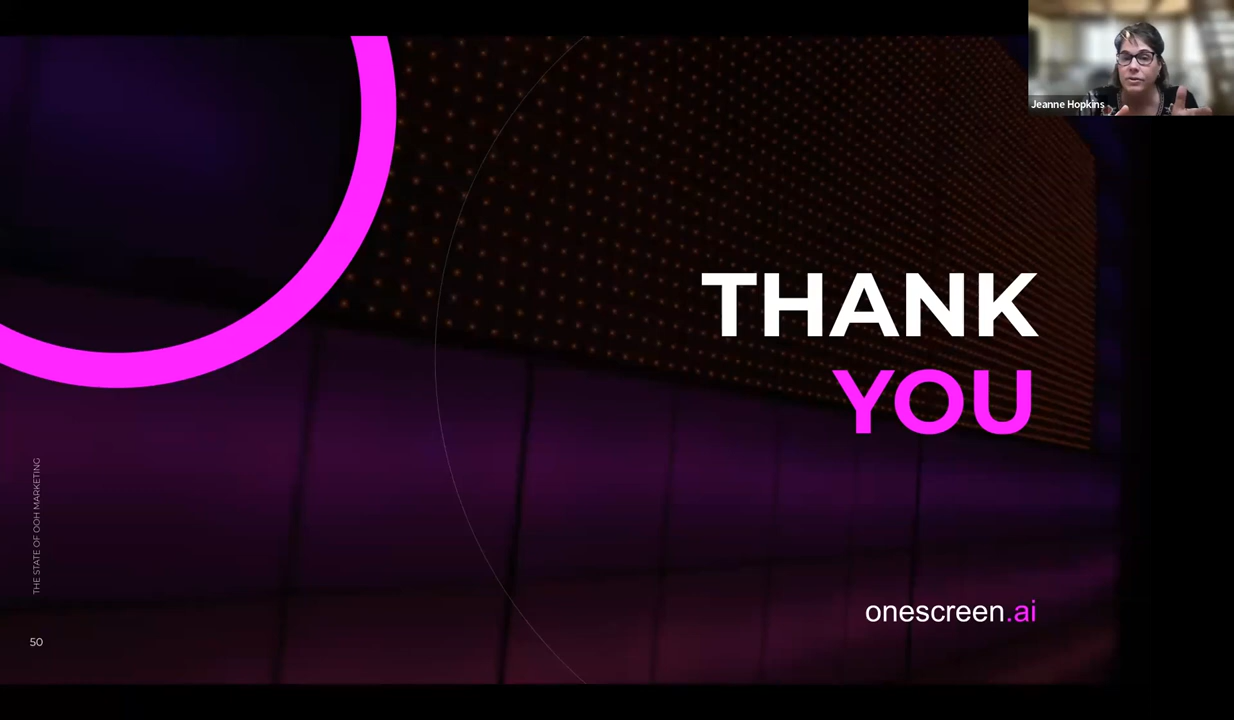 Jeanne Hopkins
THANK
YOU
THE STATE OF OOH MARKETING
onescreen.ai
50